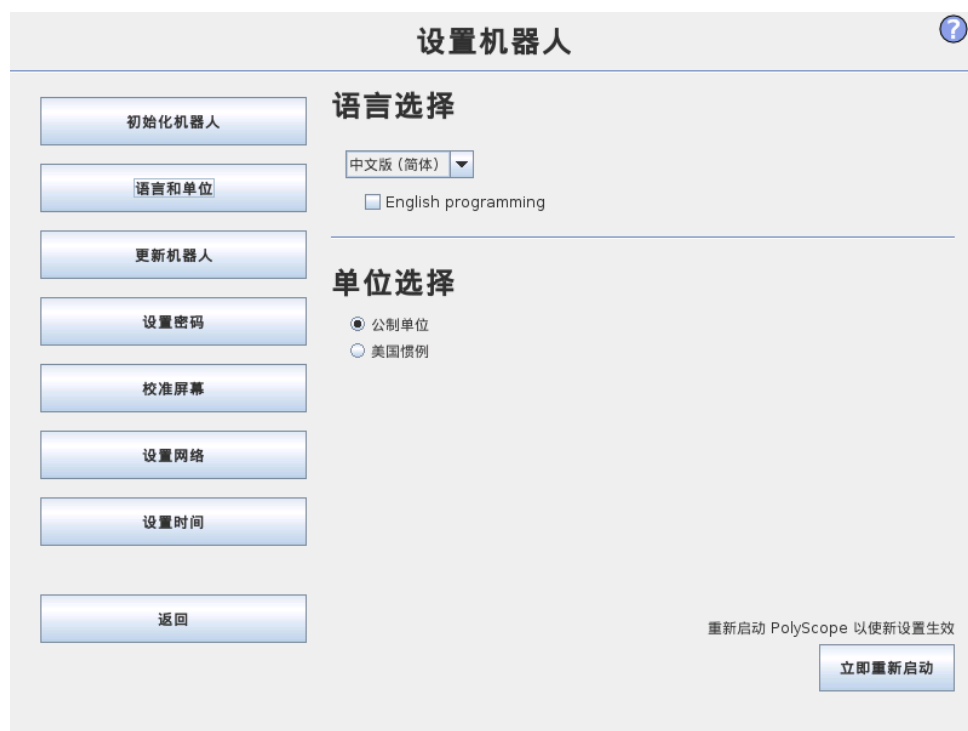 设置机器人
?
初始化机器人
语言和单位
更新机器人
设置密码
校准屏幕
设置网络
设置时间
返回
语言选择
中文版 (简体)
English programming
单位选择
公制单位
美国惯例
重新启动 PolyScope 以使新设置生效
立即重新启动